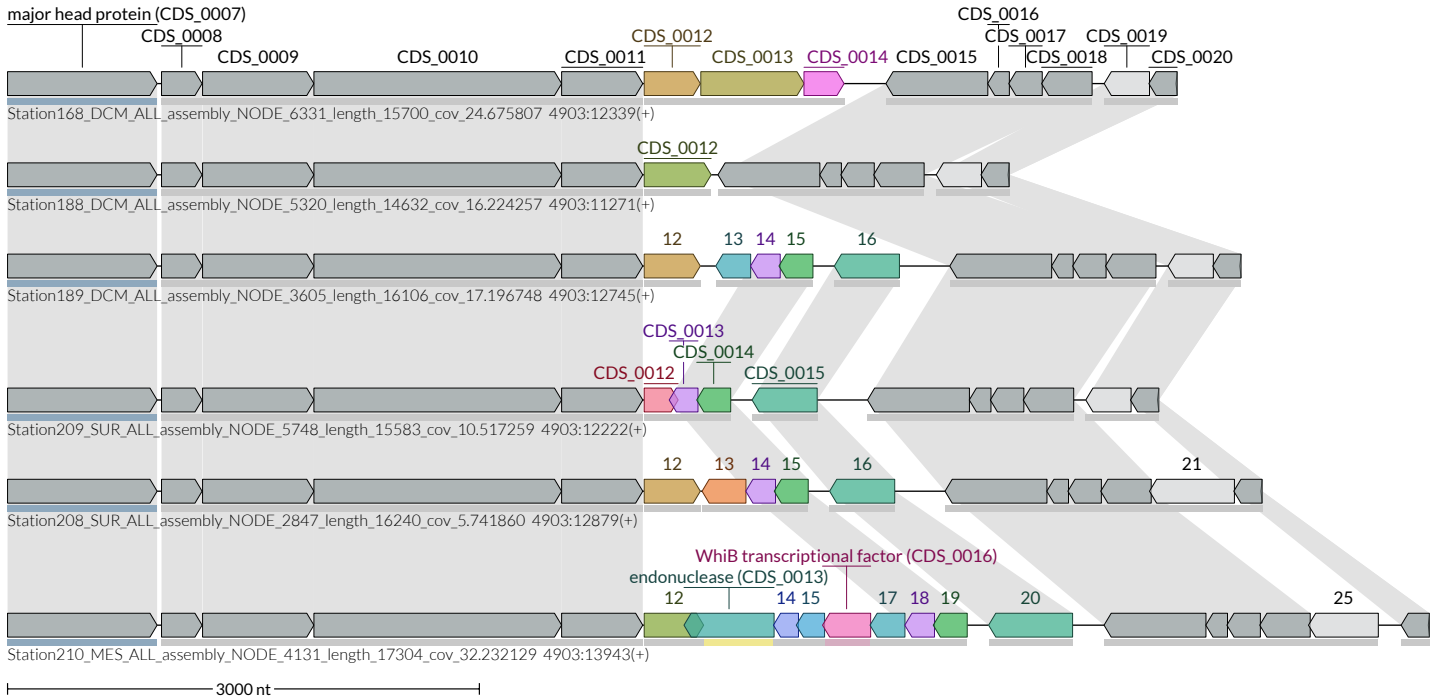 major head protein (CDS_0007)
CDS_0016
CDS_0008
CDS_0012
CDS_0017
CDS_0019
CDS_0009
CDS_0010
CDS_0011
CDS_0013
CDS_0014
CDS_0015
CDS_0018
CDS_0020
Station168_DCM_ALL_assembly_NODE_6331_length_15700_cov_24.675807 4903:12339(+)
CDS_0012
Station188_DCM_ALL_assembly_NODE_5320_length_14632_cov_16.224257 4903:11271(+)
12 13 14 15 16
Station189_DCM_ALL_assembly_NODE_3605_length_16106_cov_17.196748 4903:12745(+)
CDS_0013
CDS_0014
CDS_0012
CDS_0015
Station209_SUR_ALL_assembly_NODE_5748_length_15583_cov_10.517259 4903:12222(+)
12 13 14 15 16 21
Station208_SUR_ALL_assembly_NODE_2847_length_16240_cov_5.741860 4903:12879(+)
WhiB transcriptional factor (CDS_0016)
endonuclease (CDS_0013)
12 14 15 17 18 19 20 25
Station210_MES_ALL_assembly_NODE_4131_length_17304_cov_32.232129 4903:13943(+)
3000 nt